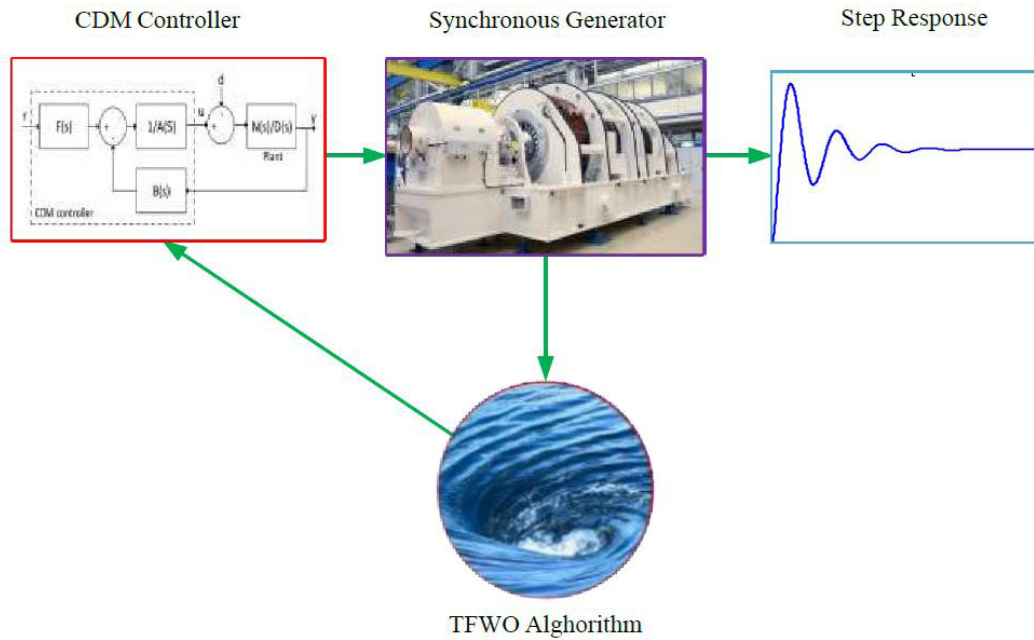 CDM Controller
Synchronous Generator
Step Response
d
r
F(s)
+
-
1/A(S)
u
+
N(s)/D(s)
y
Plant
B(s)
CDM controller
TFWO Alghorithm